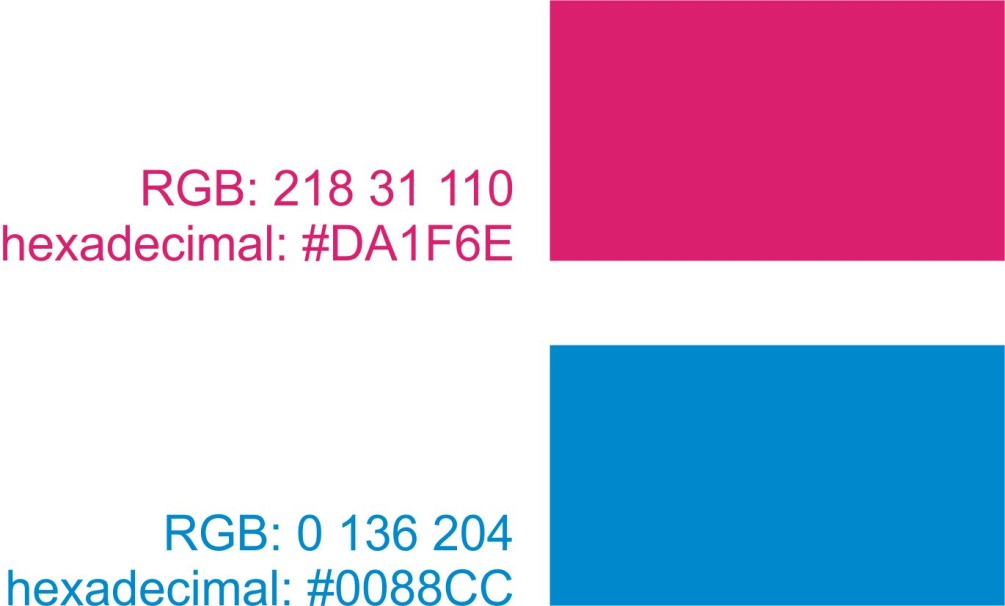 RGB: 218 31 110
hexadecimal: #DA1F6E
RGB: 0 136 204
hexadecimal: #0088CC